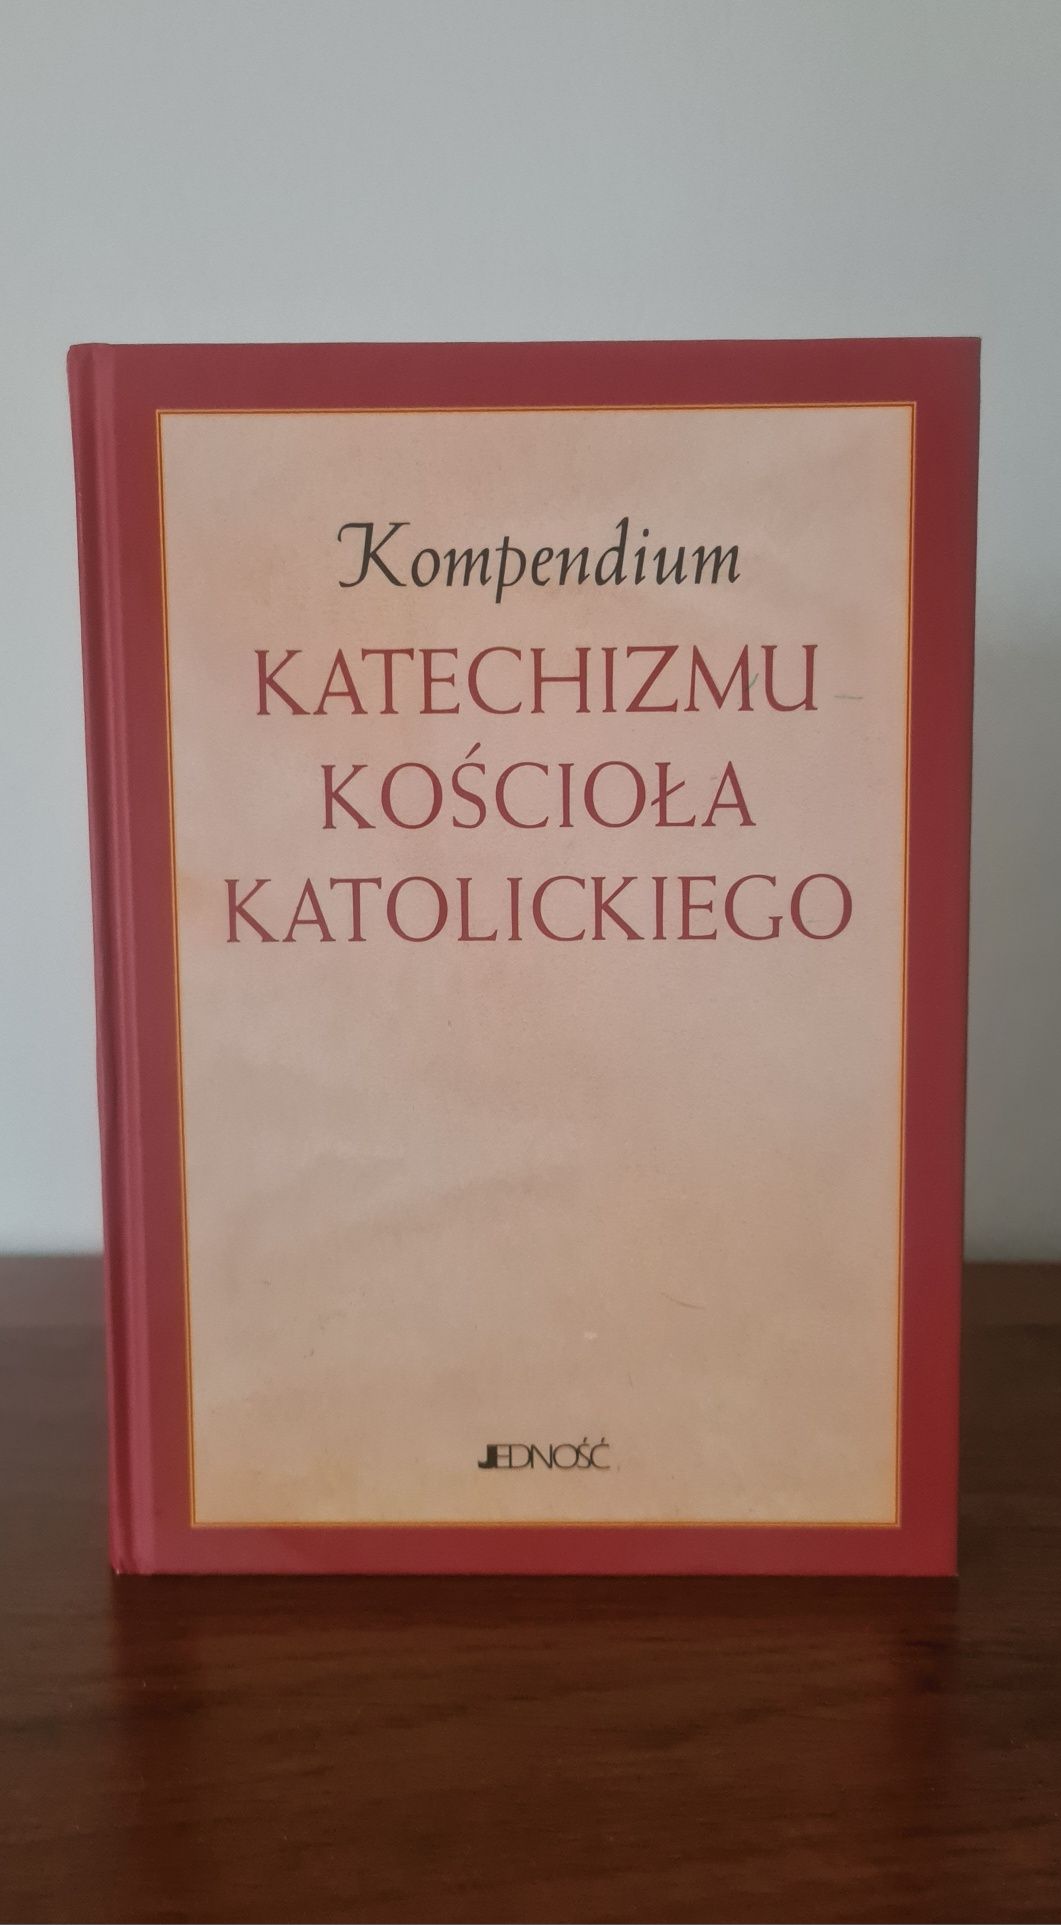 Kompendium
KATECHIZMU
KOŚCIOŁA
KATOLICKIEGO
JEDNOŚĆ